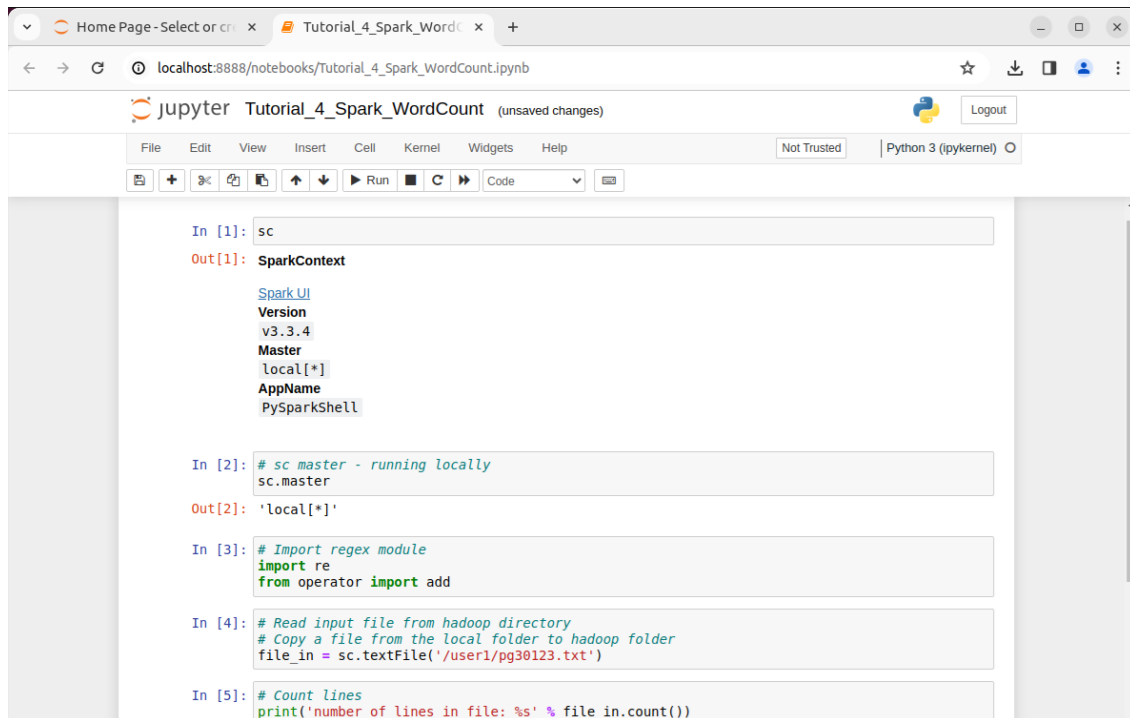 Home Page - Select or cre
Tutorial_4_Spark_WordC
localhost:8888/notebooks/Tutorial_4_Spark_WordCount.ipynb
jupyter Tutorial_4_Spark_WordCount (unsaved changes)
Logout
File Edit View Insert Cell Kernel Widgets Help
Not Trusted
Python 3 (ipykernel)
Run
Code
In [1]: sc
Out[1]: SparkContext
Spark UI
Version
v3.3.4
Master
local[*]
AppName
PySparkShell
In [2]: # sc master - running locally
sc.master
Out[2]: 'local[*]'
In [3]: # Import regex module
import re
from operator import add
In [4]: # Read input file from hadoop directory
# Copy a file from the local folder to hadoop folder
file_in = sc.textFile('/user1/pg30123.txt')
In [5]: # Count lines
print('number of lines in file: %s' % file_in.count())